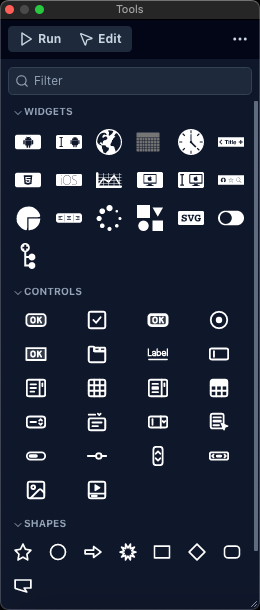 Tools
Run Edit
Filter
WIDGETS
Title +
iOS
SVG
CONTROLS
OK OK
OK Label
SHAPES